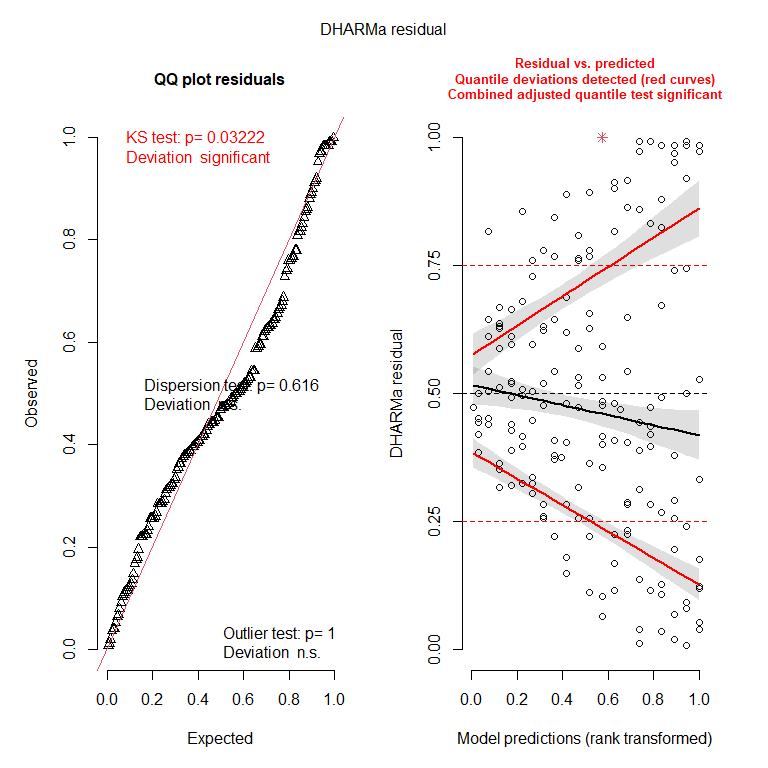 DHARMa residual
QQ plot residuals
KS test: p= 0.03222
Deviation significant
Dispersion test: p= 0.616
Deviation n.s.
Outlier test: p= 1
Deviation n.s.
Observed
0.0 0.2 0.4 0.6 0.8 1.0
0.0 0.2 0.4 0.6 0.8 1.0
Expected
Residual vs. predicted
Quantile deviations detected (red curves)
Combined adjusted quantile test significant
DHARMa residual
0.00 0.25 0.50 0.75 1.00
0.0 0.2 0.4 0.6 0.8 1.0
Model predictions (rank transformed)